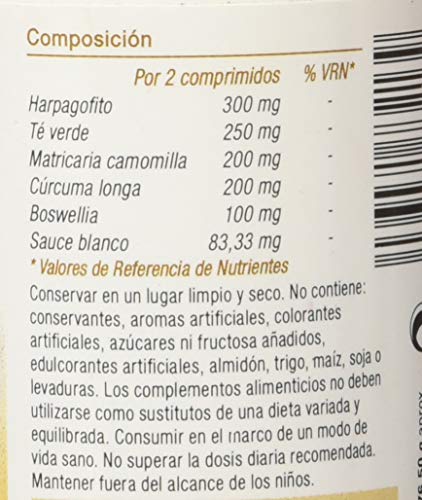 Composición
Por 2 comprimidos % VRN*
Harpagofito 300 mg -
Té verde 250 mg -
Matricaria camomilla 200 mg -
Cúrcuma longa 200 mg -
Boswellia 100 mg -
Sauce blanco 83,33 mg -
* Valores de Referencia de Nutrientes
Conservar en un lugar limpio y seco. No contiene:
conservantes, aromas artificiales, colorantes
artificiales, azúcares ni fructosa añadidos,
edulcorantes artificiales, almidón, trigo, maíz, soja o
levaduras. Los complementos alimenticios no deben
utilizarse como sustitutos de una dieta variada y
equilibrada. Consumir en el marco de un modo de
vida sano. No superar la dosis diaria recomendada.
Mantener fuera del alcance de los niños.